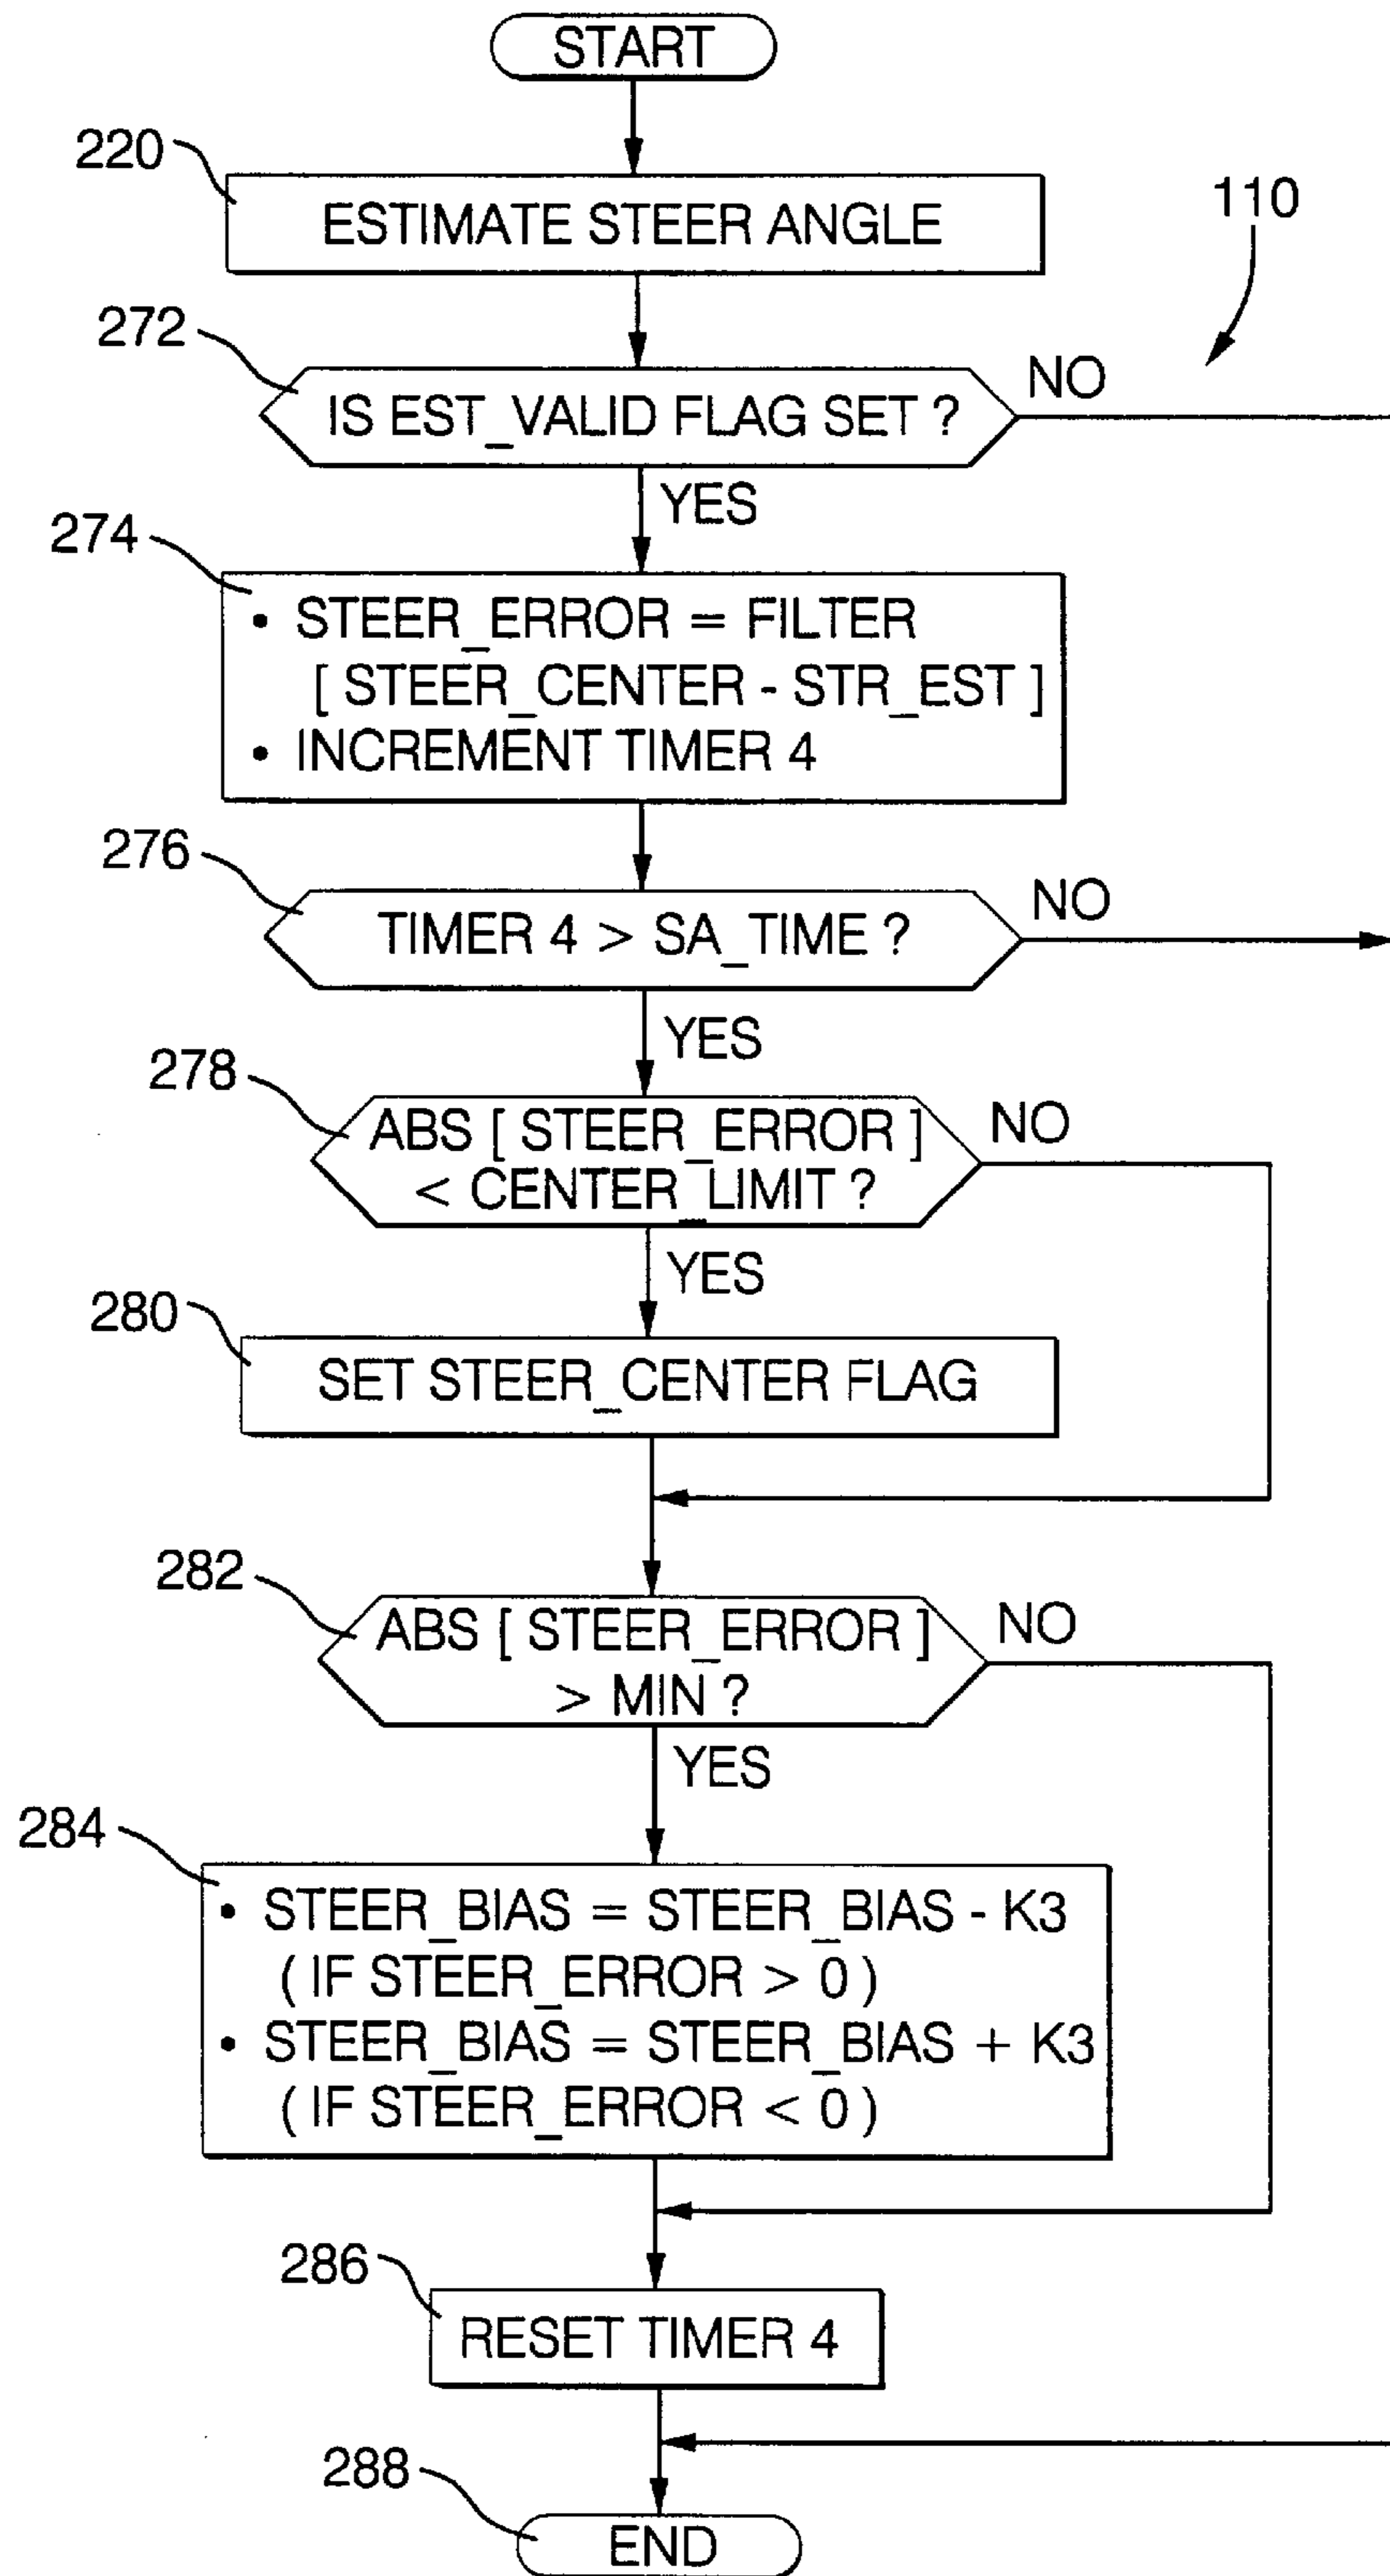 START
220
ESTIMATE STEER ANGLE
110
272
IS EST_VALID FLAG SET ?
NO
YES
274
• STEER_ERROR = FILTER
[ STEER_CENTER - STR_EST ]
• INCREMENT TIMER 4
276
TIMER 4 > SA_TIME ?
NO
YES
278
ABS [ STEER_ERROR ]
< CENTER_LIMIT ?
NO
YES
280
SET STEER_CENTER FLAG
282
ABS [ STEER_ERROR ]
> MIN ?
NO
YES
284
• STEER_BIAS = STEER_BIAS - K3
( IF STEER_ERROR > 0 )
• STEER_BIAS = STEER_BIAS + K3
( IF STEER_ERROR < 0 )
286
RESET TIMER 4
288
END